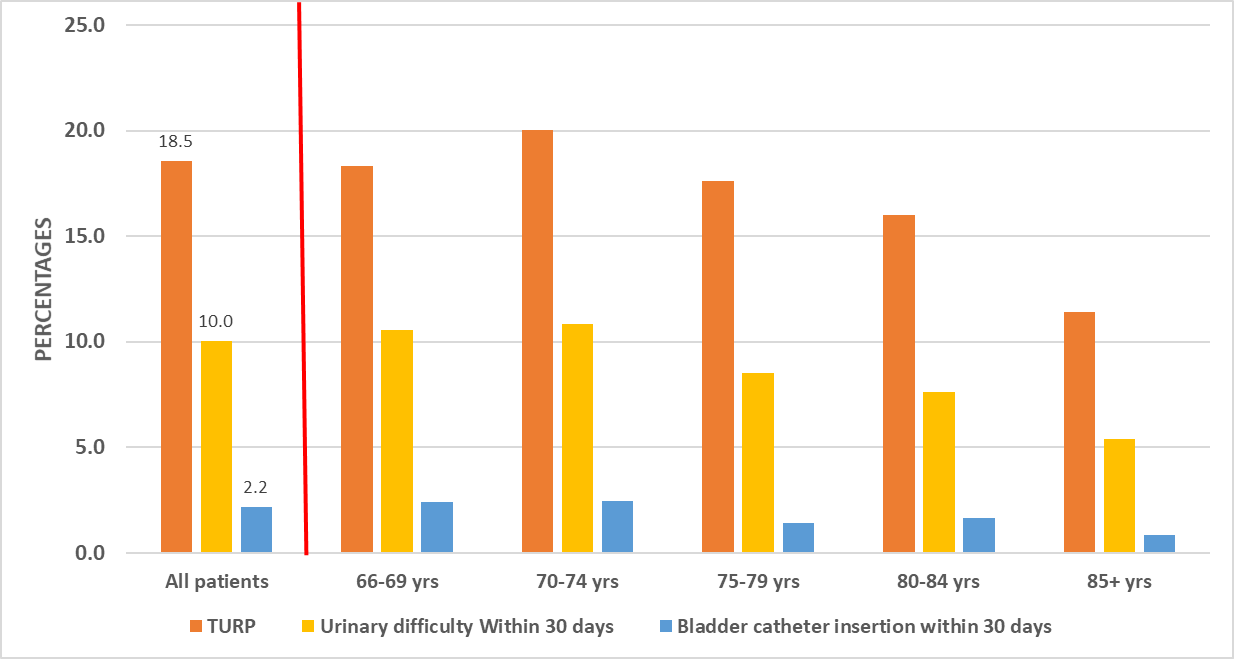 PERCENTAGES
25.0
20.0
15.0
10.0
5.0
0.0
18.5
10.0
2.2
All patients
66-69 yrs
70-74 yrs
75-79 yrs
80-84 yrs
85+ yrs
TURP
Urinary difficulty Within 30 days
Bladder catheter insertion within 30 days